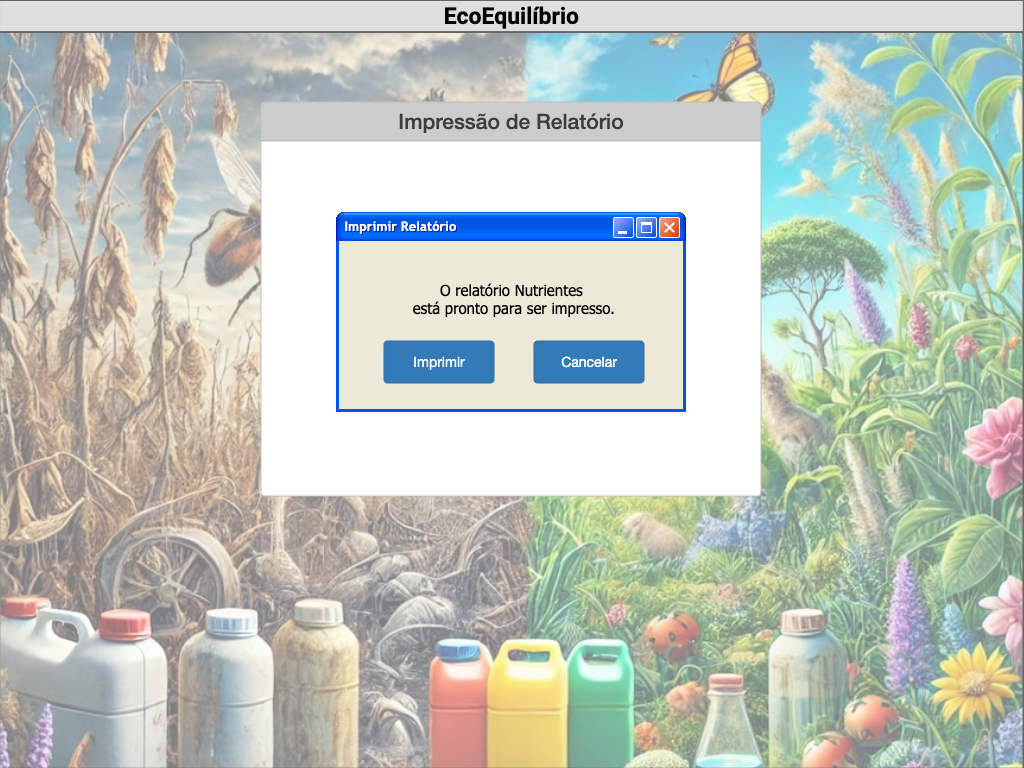 EcoEquilíbrio
Impressão de Relatório
Imprimir Relatório
O relatório Nutrientes
está pronto para ser impresso.
Imprimir
Cancelar